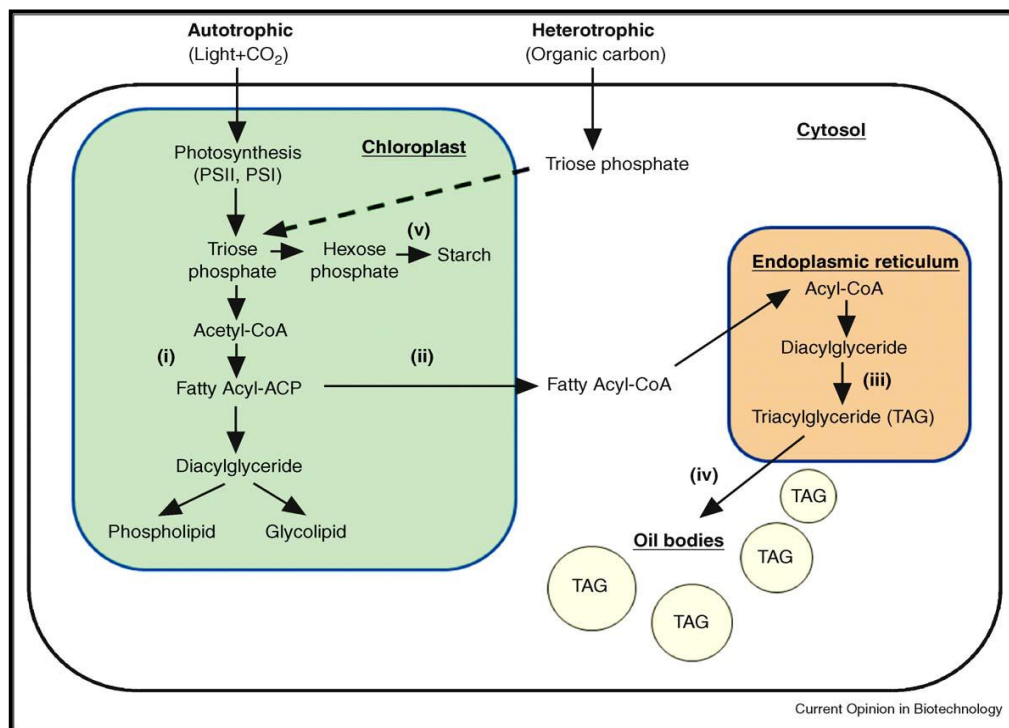 Autotrophic
(Light+CO₂)
Heterotrophic
(Organic carbon)
Chloroplast
Cytosol
Photosynthesis
(PSII, PSI)
Triose phosphate
Triose
phosphate
Hexose
phosphate
(v)
Starch
Endoplasmic reticulum
Acyl-CoA
Acetyl-CoA
(i)
(ii)
Diacylglyceride
Fatty Acyl-ACP
Fatty Acyl-CoA
(iii)
Triacylglyceride (TAG)
Diacylglyceride
(iv)
TAG
Phospholipid
Glycolipid
Oil bodies
TAG
TAG
TAG
Current Opinion in Biotechnology